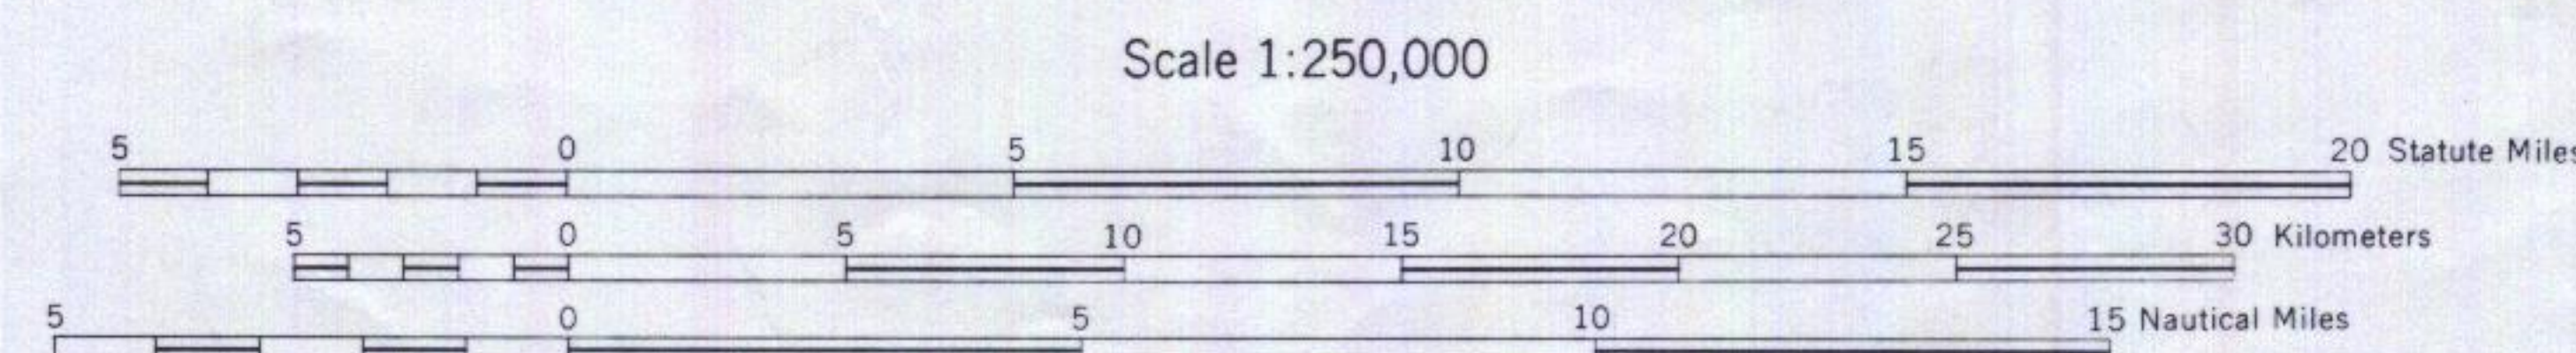 Scale 1:250,000
5 0 5 10 15 20 Statute Miles
5 0 5 10 15 20 25 30 Kilometers
5 0 5 10 15 Nautical Miles